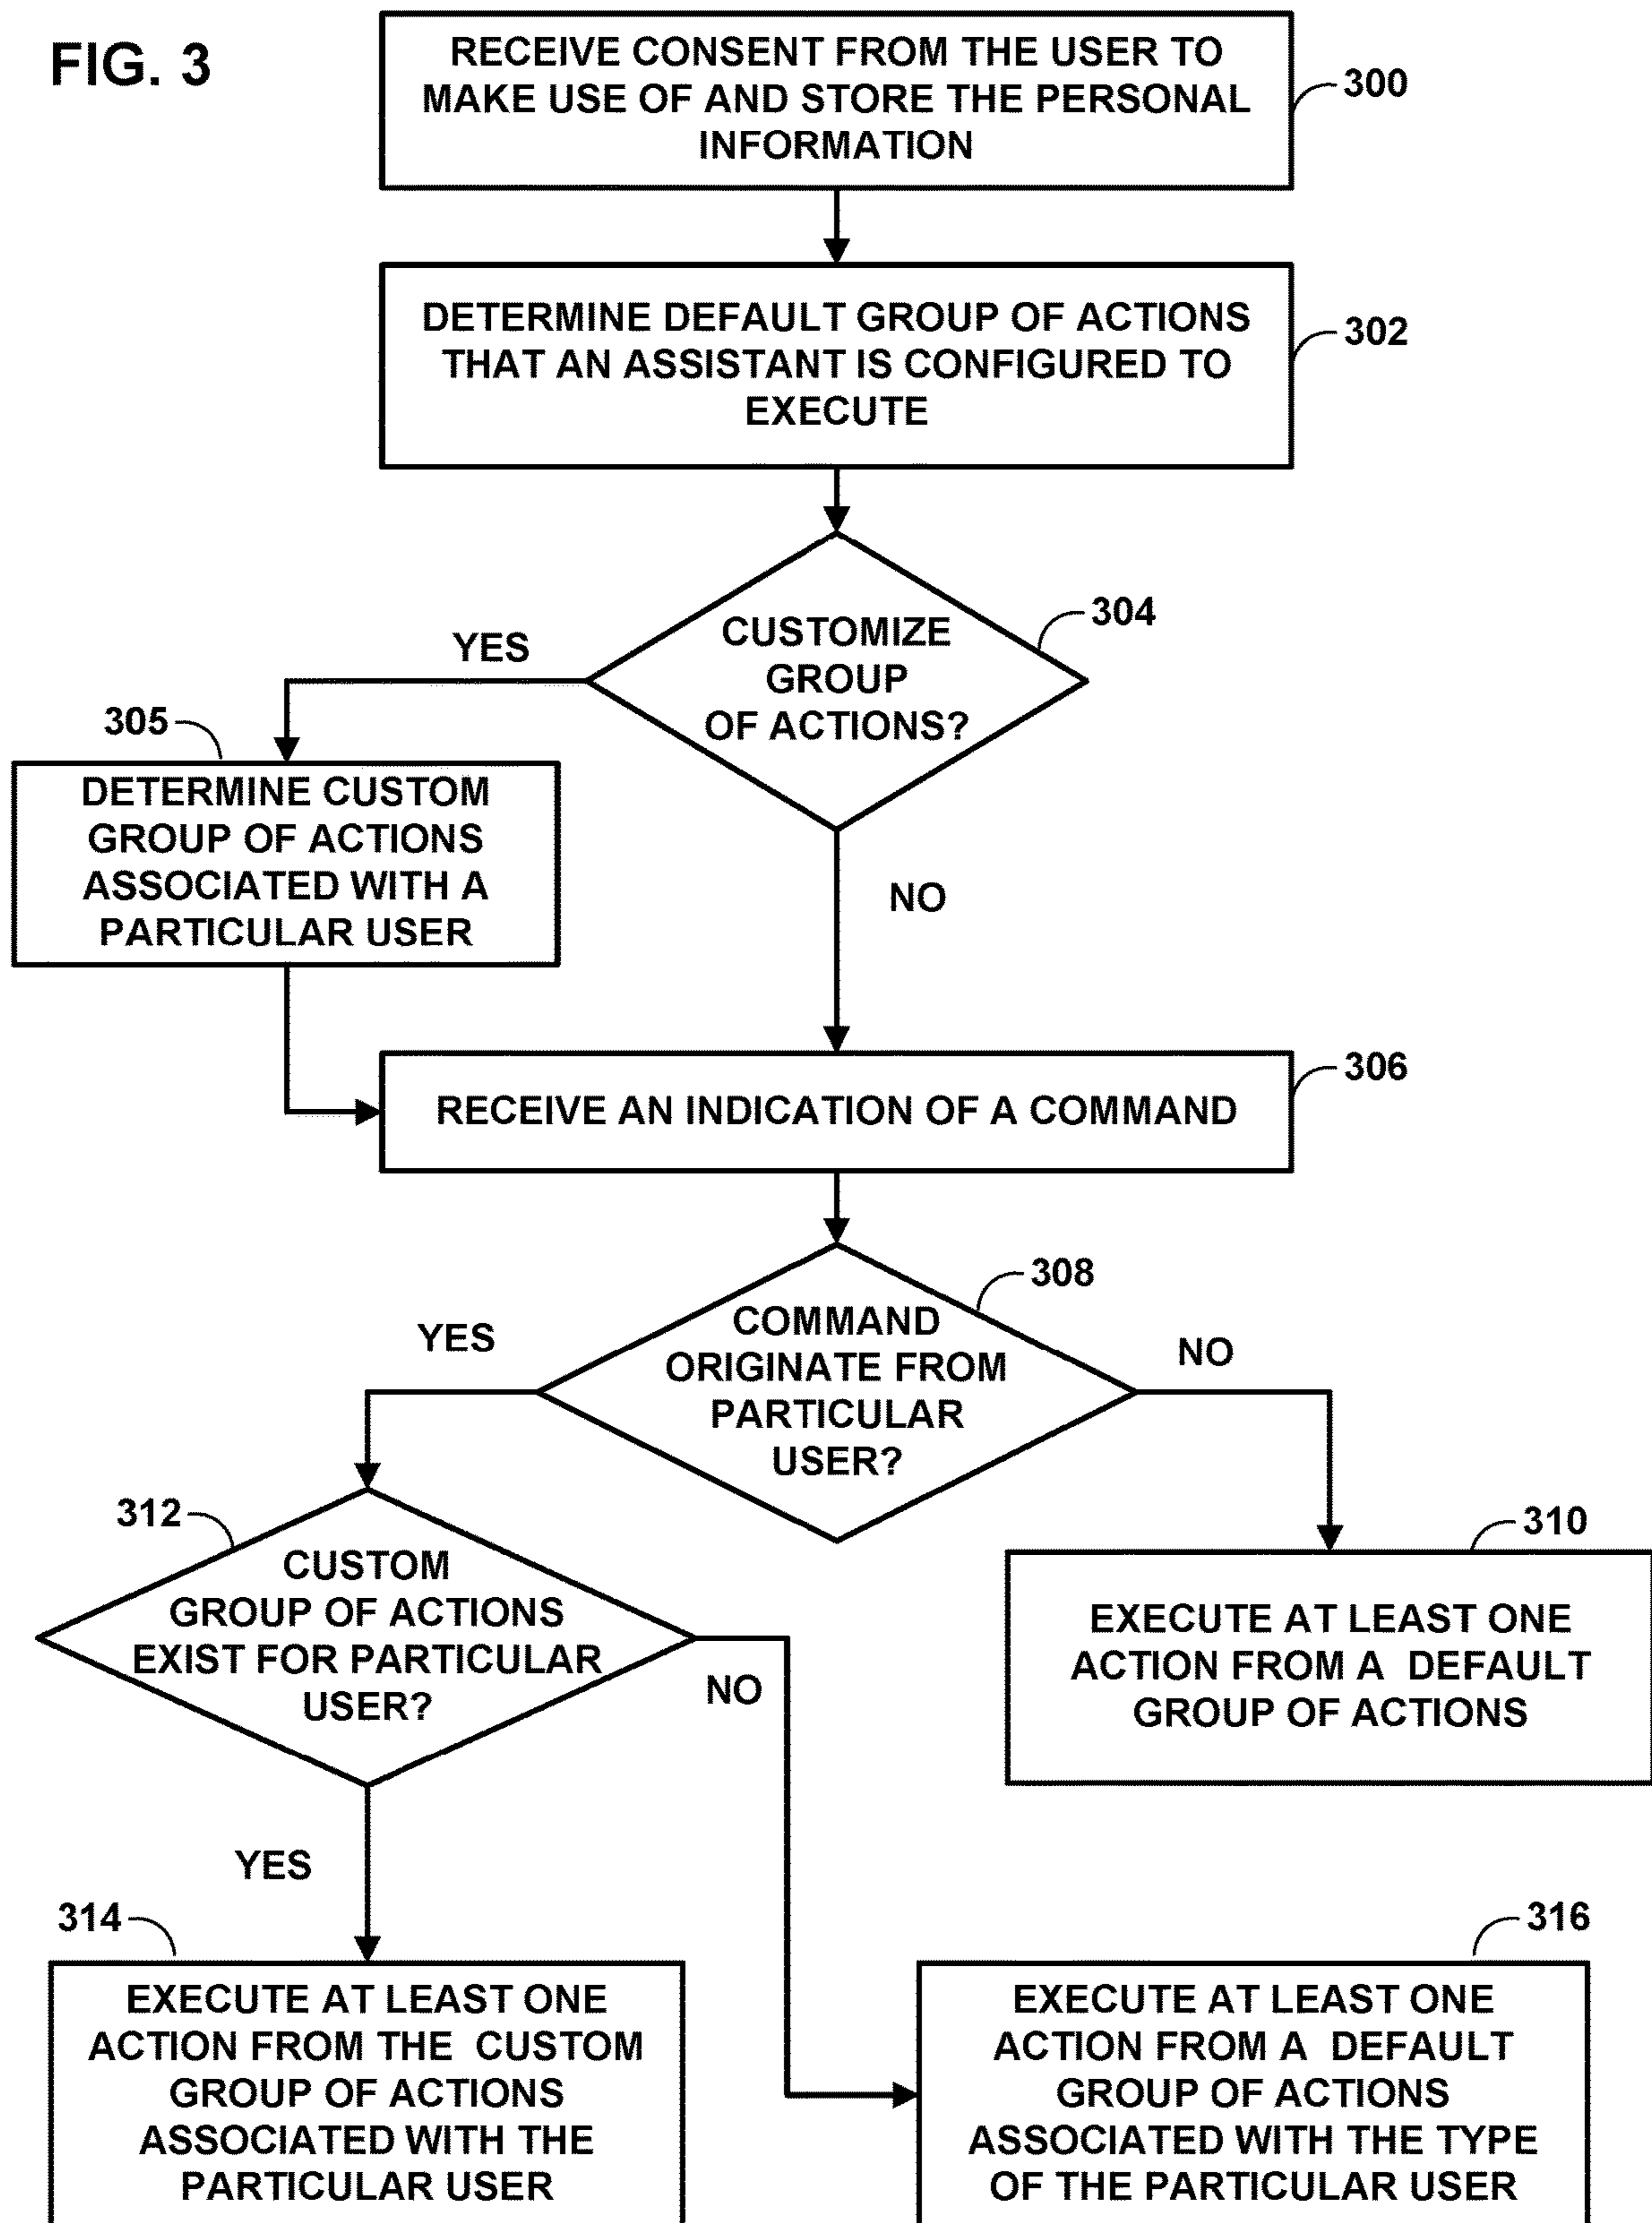 FIG. 3
RECEIVE CONSENT FROM THE USER TO
MAKE USE OF AND STORE THE PERSONAL
INFORMATION
300
DETERMINE DEFAULT GROUP OF ACTIONS
THAT AN ASSISTANT IS CONFIGURED TO
EXECUTE
302
CUSTOMIZE
GROUP
OF ACTIONS?
304
YES
305
DETERMINE CUSTOM
GROUP OF ACTIONS
ASSOCIATED WITH A
PARTICULAR USER
NO
RECEIVE AN INDICATION OF A COMMAND
306
COMMAND
ORIGINATE FROM
PARTICULAR
USER?
308
YES
NO
312
CUSTOM
GROUP OF ACTIONS
EXIST FOR PARTICULAR
USER?
310
EXECUTE AT LEAST ONE
ACTION FROM A DEFAULT
GROUP OF ACTIONS
NO
YES
314
EXECUTE AT LEAST ONE
ACTION FROM THE CUSTOM
GROUP OF ACTIONS
ASSOCIATED WITH THE
PARTICULAR USER
316
EXECUTE AT LEAST ONE
ACTION FROM A DEFAULT
GROUP OF ACTIONS
ASSOCIATED WITH THE TYPE
OF THE PARTICULAR USER